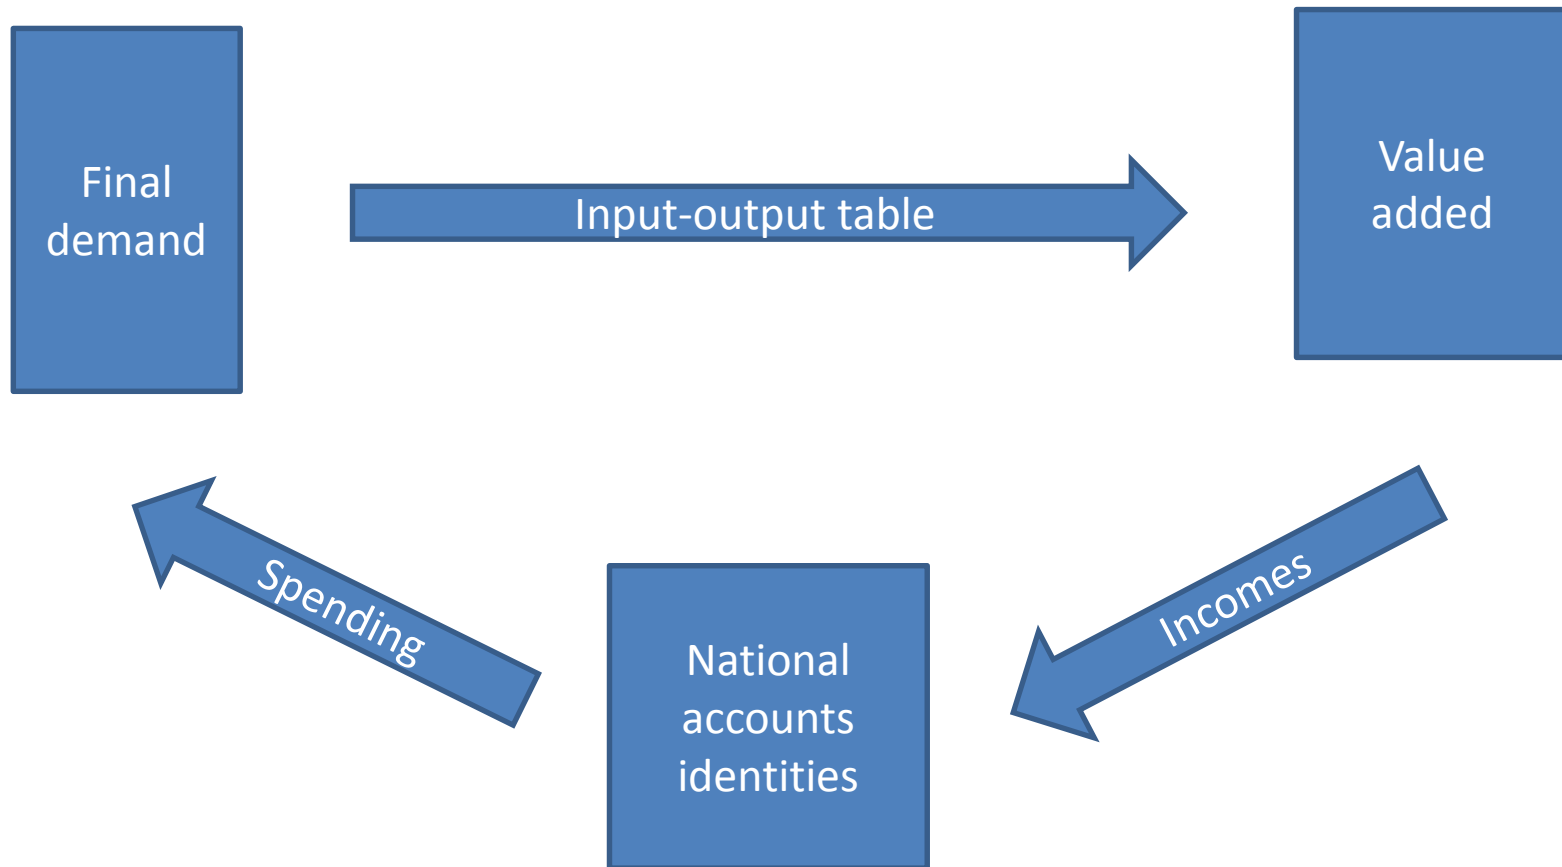 Final
demand
Input-output table
Value
added
Spending
National
accounts
identities
Incomes